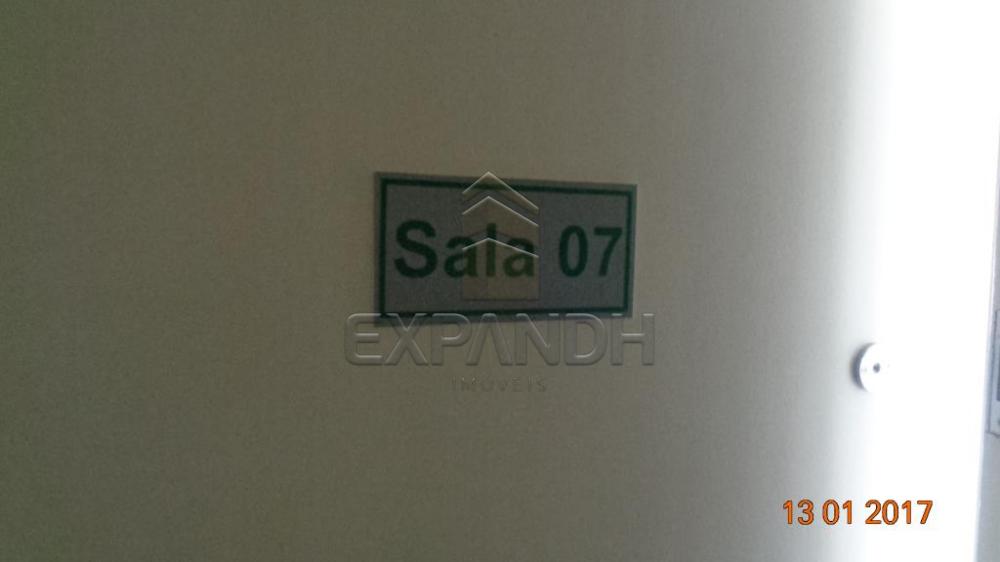 Sala 07
EXPANDH
IMÓVEIS
13 01 2017